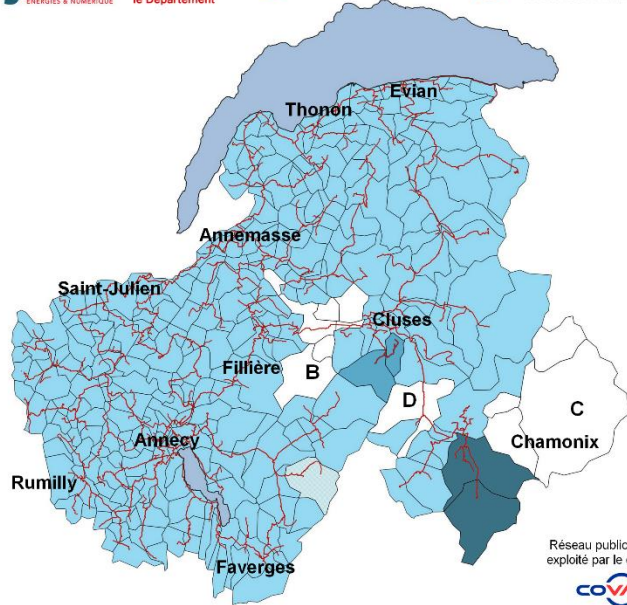 ÉNERGIES & NUMÉRIQUE
le Département
Evian
Thonon
Annemasse
Saint-Julien
Cluses
Fillière
B
D
C
Chamonix
Annecy
Rumilly
Faverges
Réseau public
exploité par le